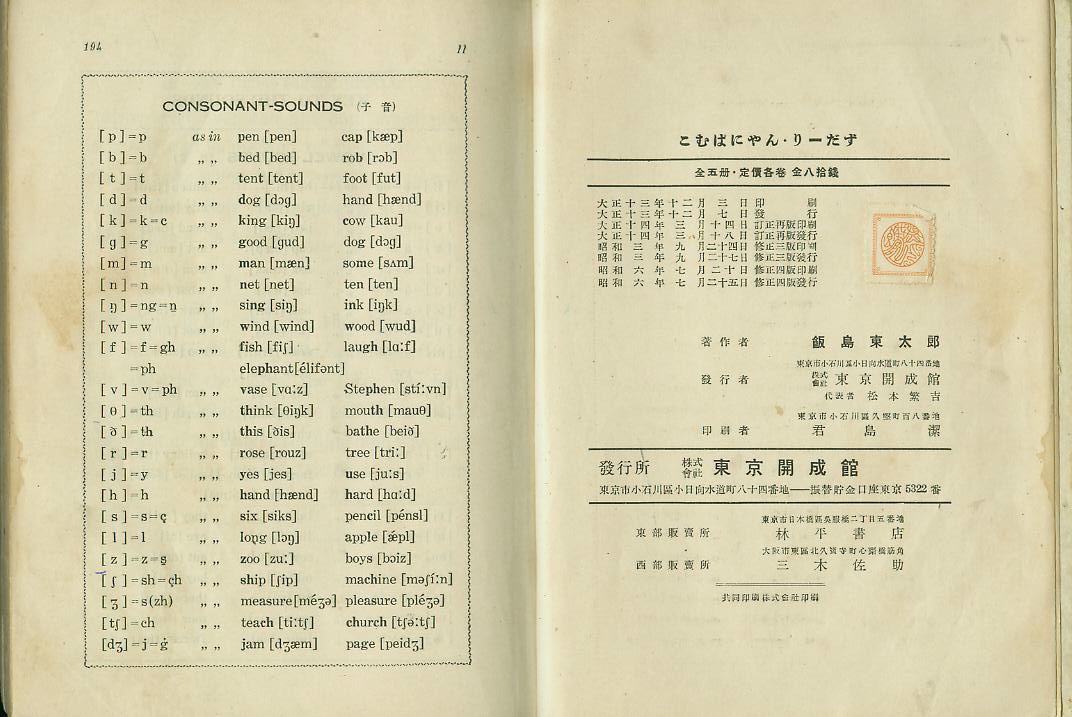 194
11
CONSONANT-SOUNDS (子音)
[p]=p as in pen [pen] cap [kæp]
[b]=b „ „ bed [bed] rob [rɔb]
[t]=t „ „ tent [tent] foot [fut]
[d]=d „ „ dog [dɔg] hand [hænd]
[k]=k=c „ „ king [kiŋ] cow [kau]
[g]=g „ „ good [gud] dog [dɔg]
[m]=m „ „ man [mæn] some [sʌm]
[n]=n „ „ net [net] ten [ten]
[ŋ]=ng=n̠ „ „ sing [siŋ] ink [iŋk]
[w]=w „ „ wind [wind] wood [wud]
[f]=f=gh „ „ fish [fiʃ] laugh [lɑːf]
=ph elephant[élifənt]
[v]=v=ph „ „ vase [vɑːz] Stephen [stíːvn]
[θ]=th „ „ think [θiŋk] mouth [mauθ]
[ð]=th „ „ this [ðis] bathe [beið]
[r]=r „ „ rose [rouz] tree [triː]
[j]=y „ „ yes [jes] use [juːs]
[h]=h „ „ hand [hænd] hard [hɑːd]
[s]=s=ç „ „ six [siks] pencil [pénsl]
[l]=l „ „ long [lɔŋ] apple [ǽpl]
[z]=z=ş „ „ zoo [zuː] boys [bɔiz]
[ʃ]=sh=çh „ „ ship [ʃip] machine [məʃíːn]
[ʒ]=s(zh) „ „ measure[méʒə] pleasure [pléʒə]
[tʃ]=ch „ „ teach [tiːtʃ] church [tʃəːtʃ]
[dʒ]=j=ġ „ „ jam [dʒæm] page [peidʒ]
こむぱにやん・りーだず
全五册・定價各卷 金八拾錢
大正十三年十二月三日印刷
大正十三年十二月七日發行
大正十四年三月十四日訂正再版印刷
大正十四年三月十八日訂正再版發行
昭和三年九月二十四日修正三版印刷
昭和三年九月二十七日修正三版發行
昭和六年七月二十日修正四版印刷
昭和六年七月二十五日修正四版發行
著作者 飯島東太郎
東京市小石川區小日向水道町八十四番地
發行者 株式會社 東京開成館
代表者 松本繁吉
東京市小石川區久堅町百八番地
印刷者 君島潔
發行所 株式會社 東京開成館
東京市小石川區小日向水道町八十四番地——振替貯金口座東京 5322 番
東京市日本橋區吳服橋二丁目五番地
東部販賣所 林平書店
大阪市東區北久寶寺町心齋橋筋角
西部販賣所 三木佐助
共同印刷株式會社印刷